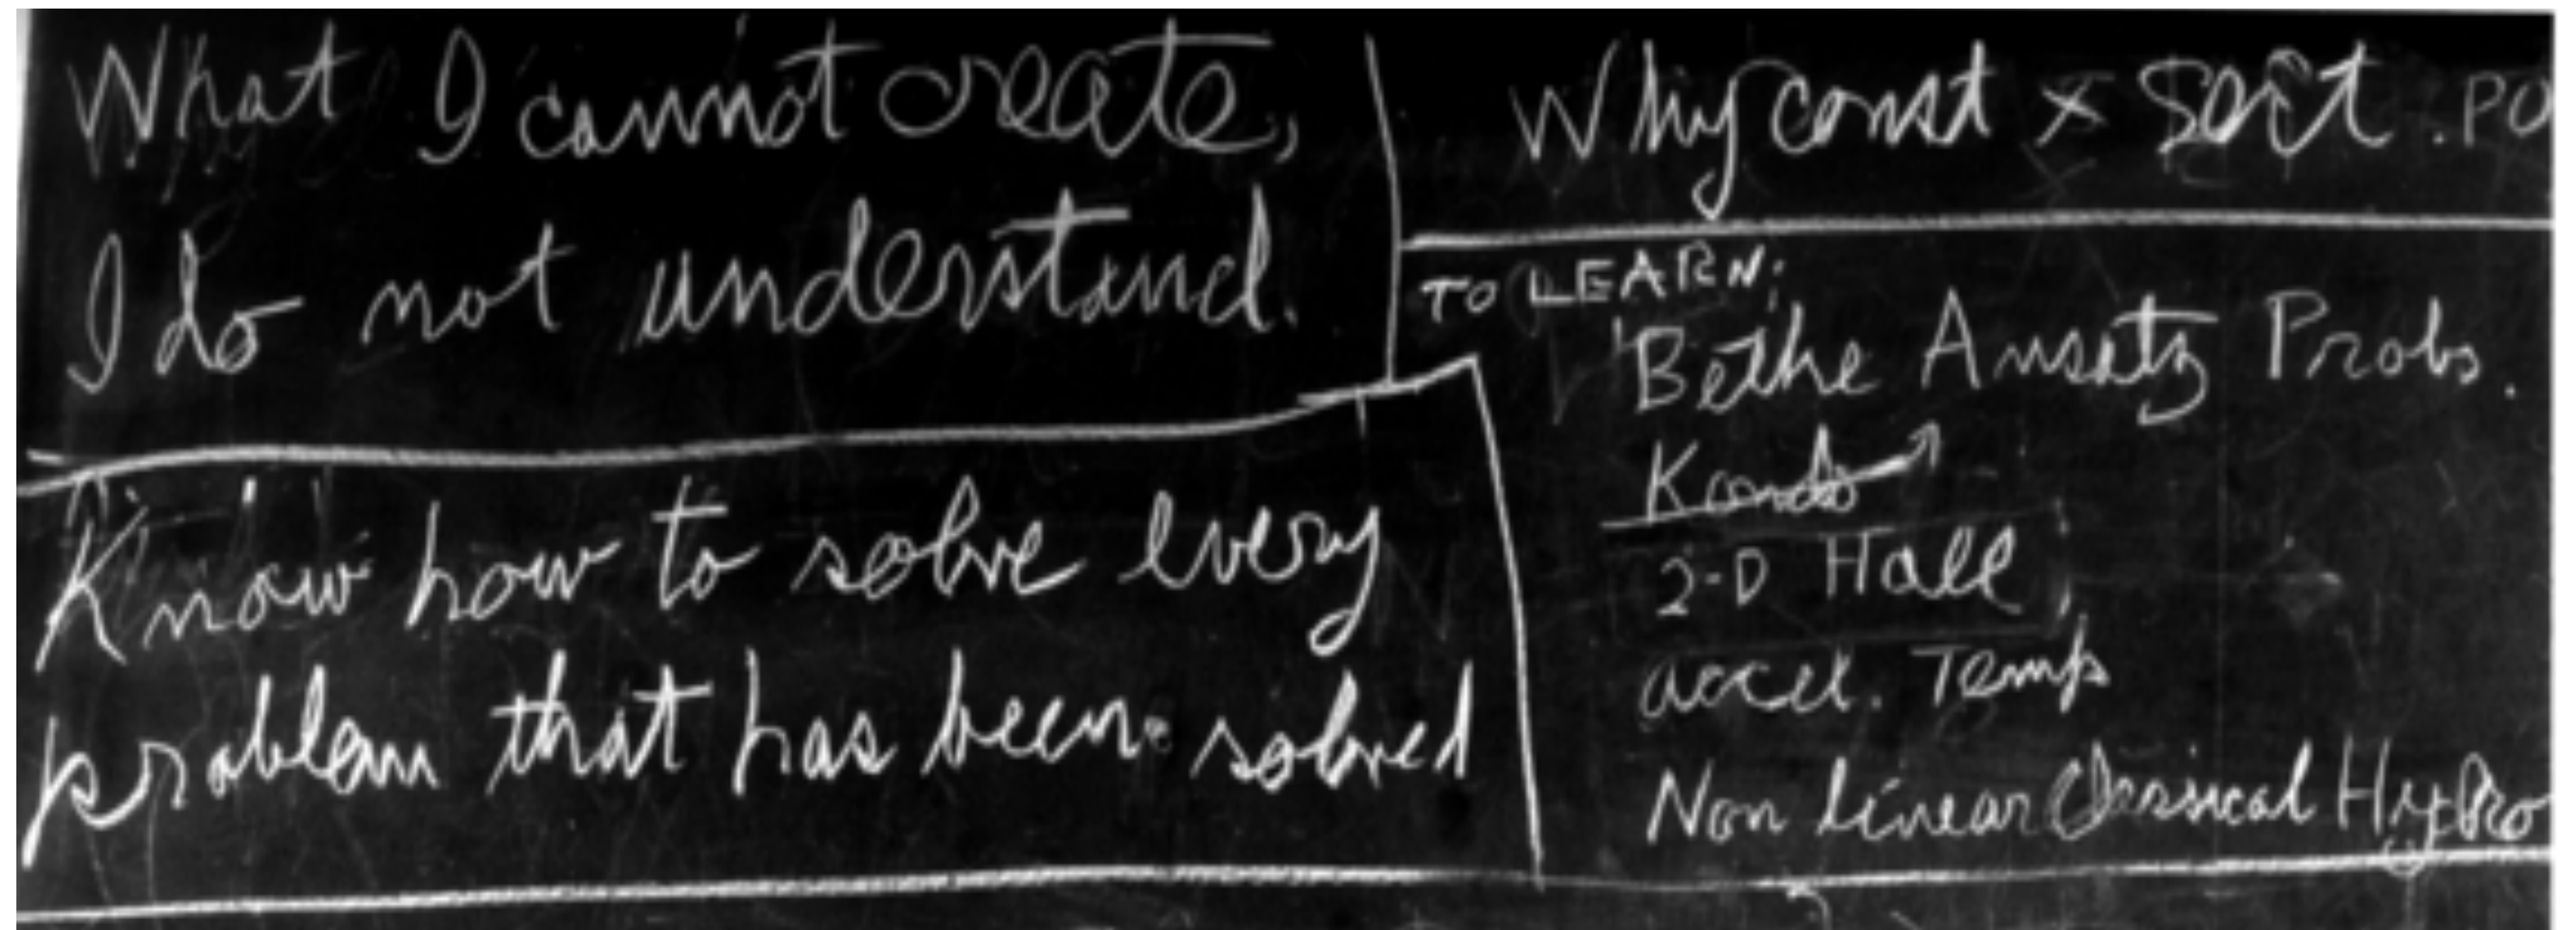 What I cannot create,
I do not understand.
Know how to solve every
problem that has been solved
Why const × sort . PO
TO LEARN:
Bethe Ansatz Probs.
Kondo
2-D Hall
accel. Temp
Non linear Classical Hydro